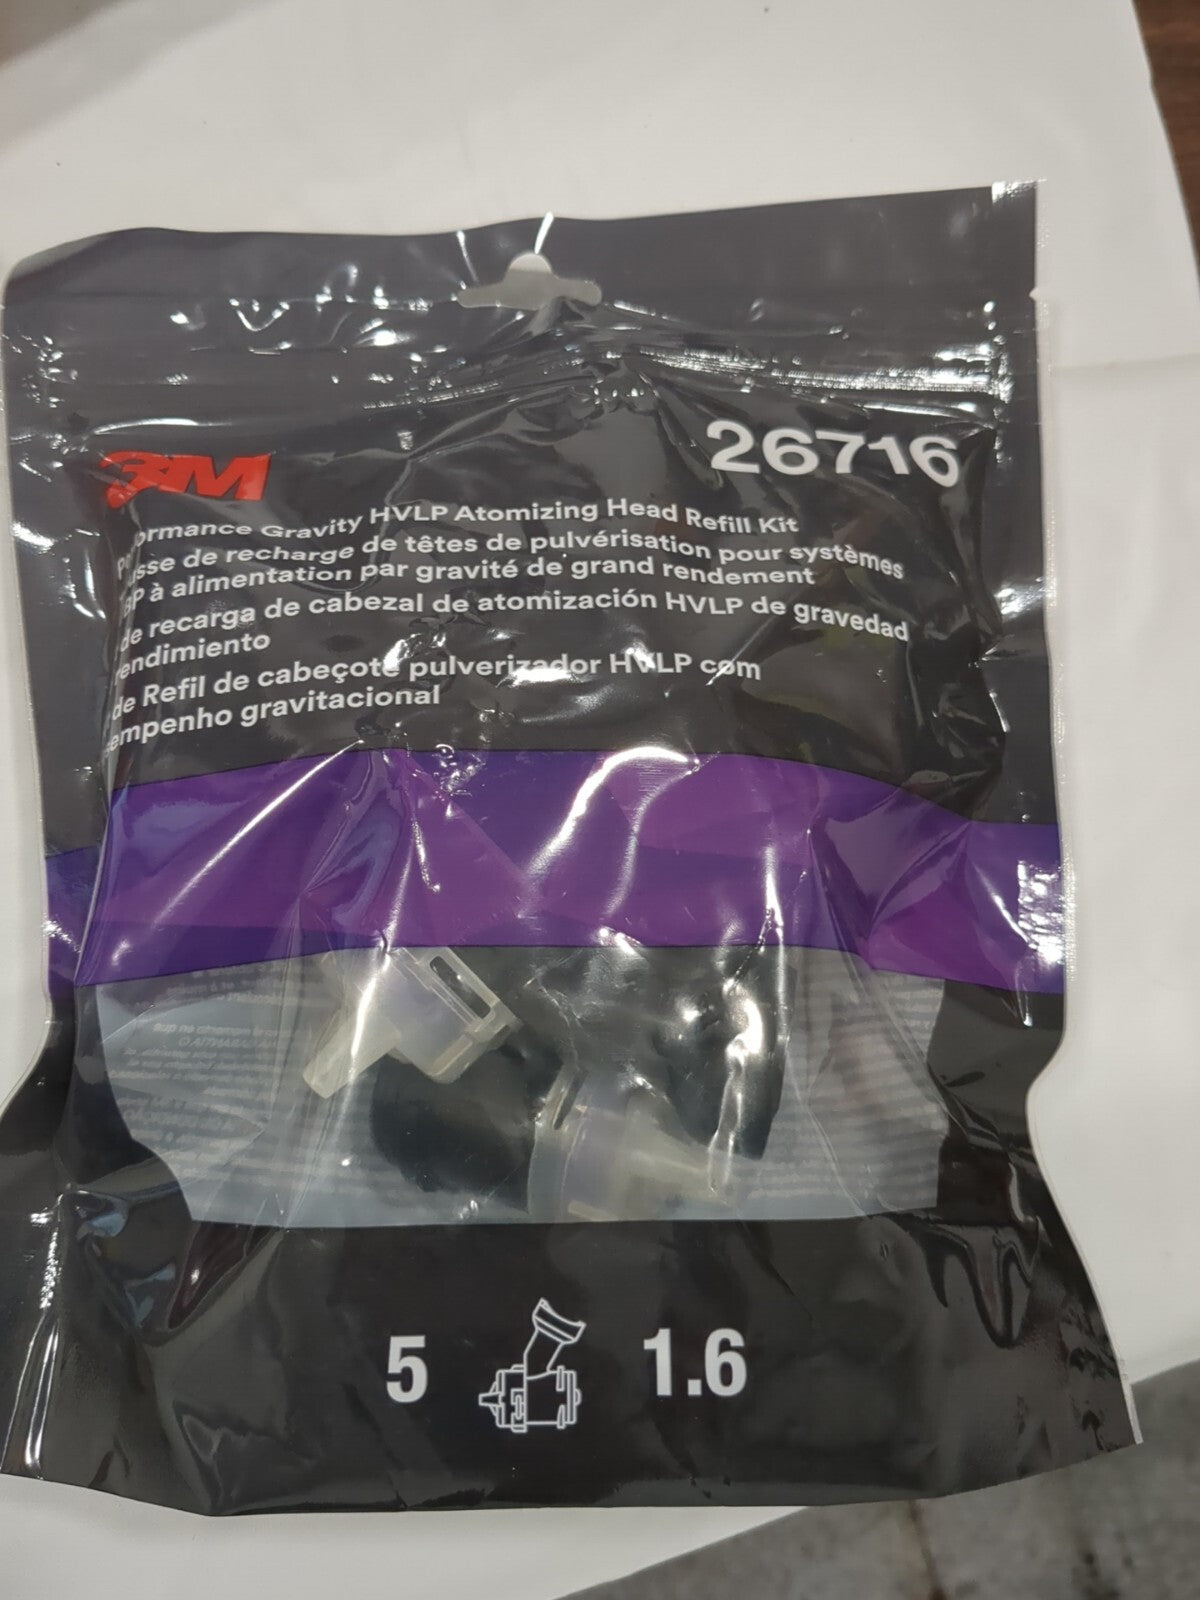 3M
26716
Performance Gravity HVLP Atomizing Head Refill Kit
de recharge de têtes de pulvérisation pour systèmes
à alimentation par gravité de grand rendement
de recarga de cabezal de atomización HVLP de gravedad
rendimiento
de Refil de cabeçote pulverizador HVLP com
empenho gravitacional
5 1.6